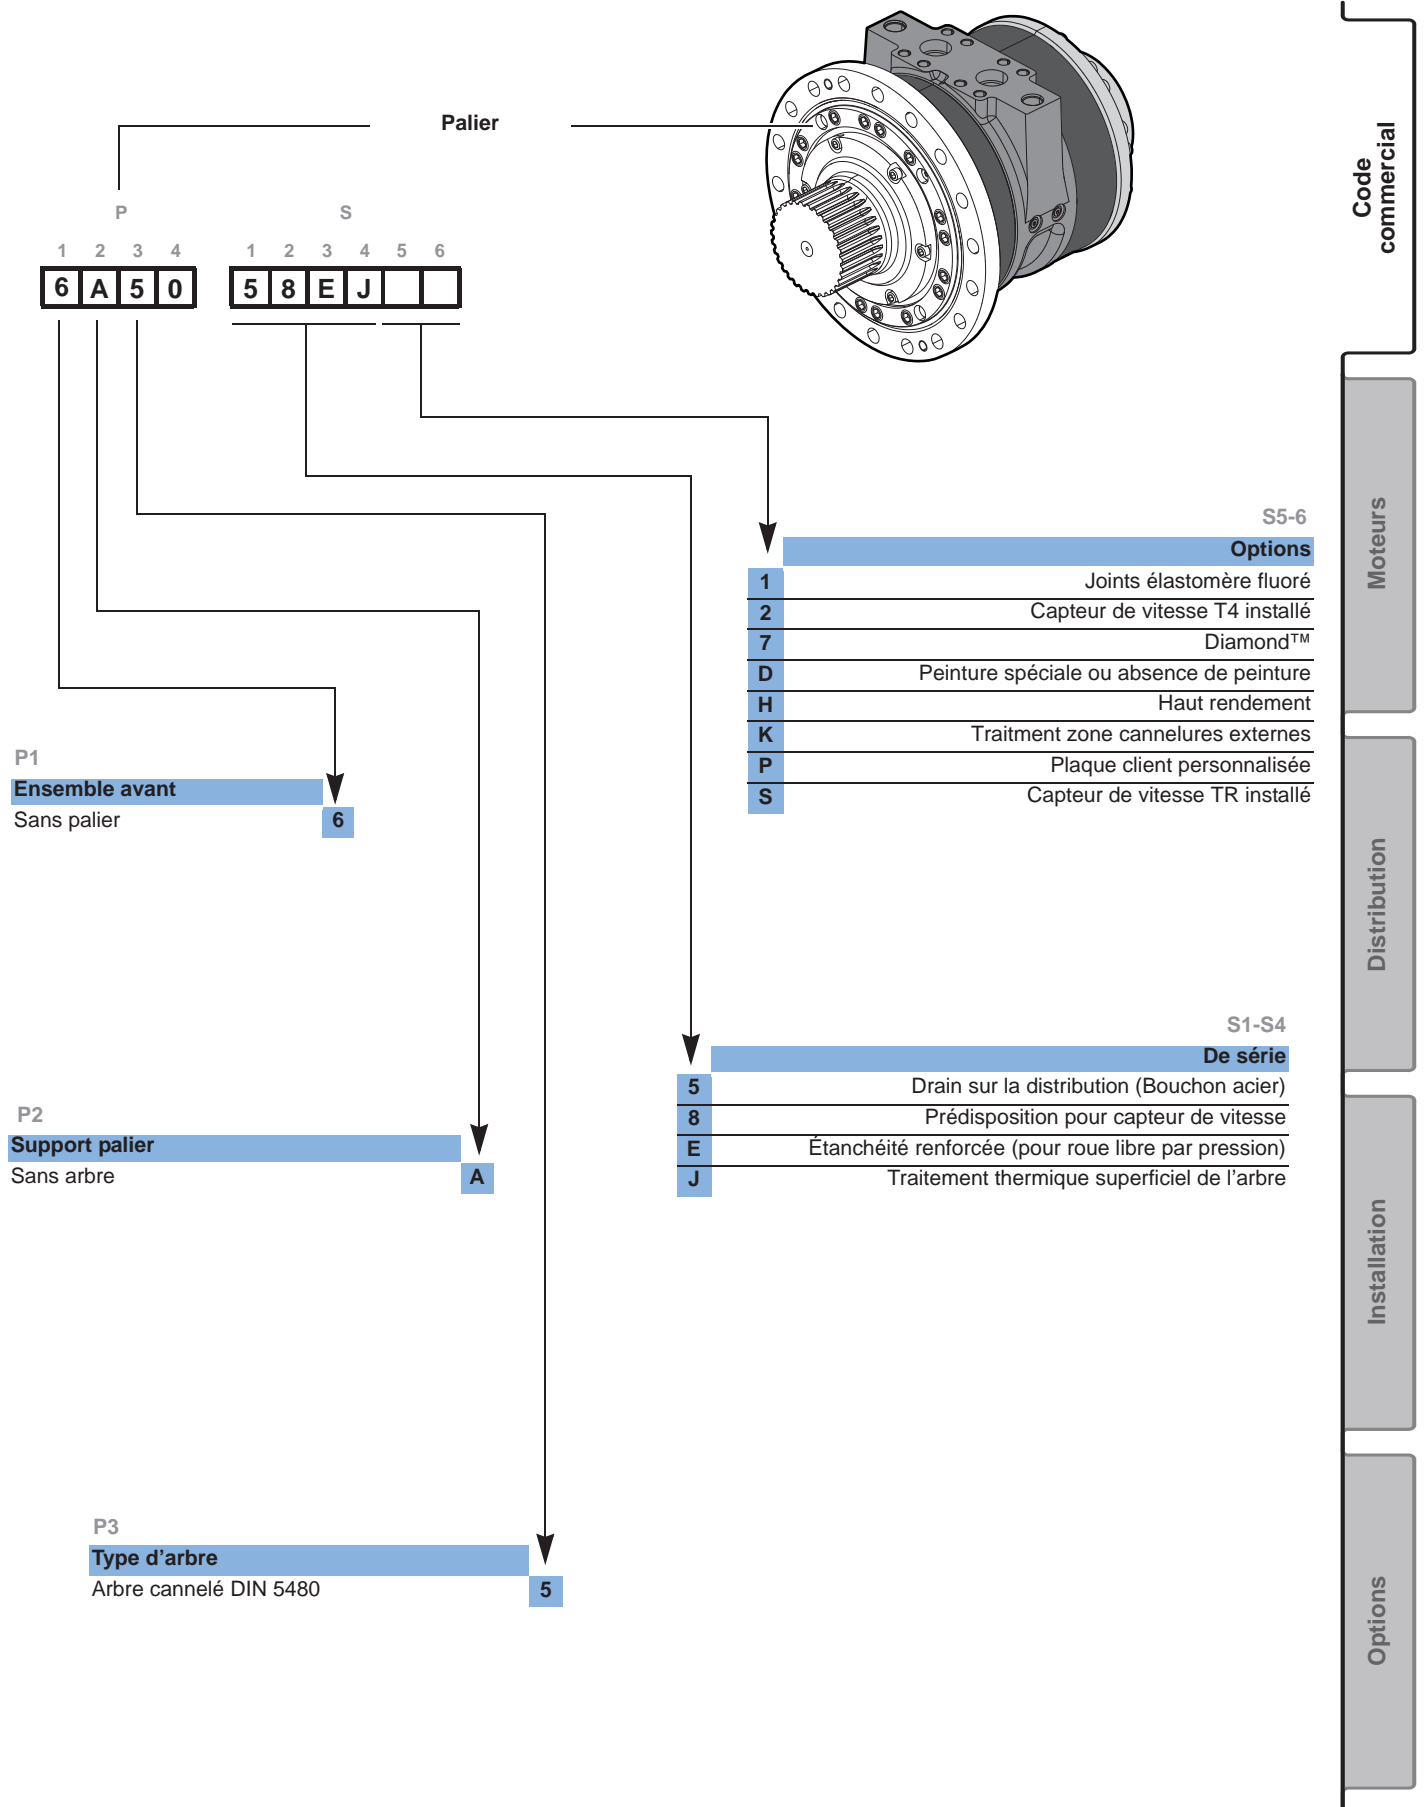 Palier
P S
1 2 3 4 1 2 3 4 5 6
6 A 5 0 5 8 E J
S5-6
Options
1 Joints élastomère fluoré
2 Capteur de vitesse T4 installé
7 Diamond™
D Peinture spéciale ou absence de peinture
H Haut rendement
K Traitment zone cannelures externes
P Plaque client personnalisée
S Capteur de vitesse TR installé
P1
Ensemble avant
Sans palier 6
S1-S4
De série
5 Drain sur la distribution (Bouchon acier)
8 Prédisposition pour capteur de vitesse
E Étanchéité renforcée (pour roue libre par pression)
J Traitement thermique superficiel de l'arbre
P2
Support palier
Sans arbre A
P3
Type d'arbre
Arbre cannelé DIN 5480 5
Code
commercial
Moteurs
Distribution
Installation
Options